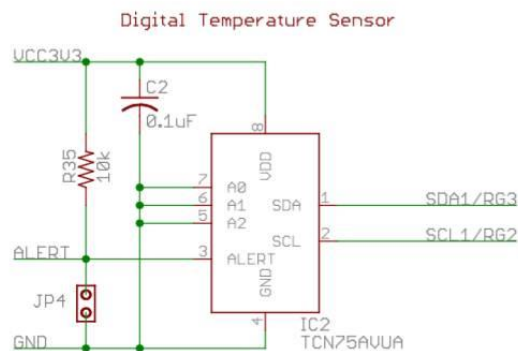 Digital Temperature Sensor
VCC3V3
C2
0.1uF
R35
10k
8
VDD
7
A0
6
A1
5
A2
SDA
1
SDA1/RG3
SCL
2
SCL1/RG2
ALERT
3
ALERT
GND
4
JP4
GND
IC2
TCN75AVUA